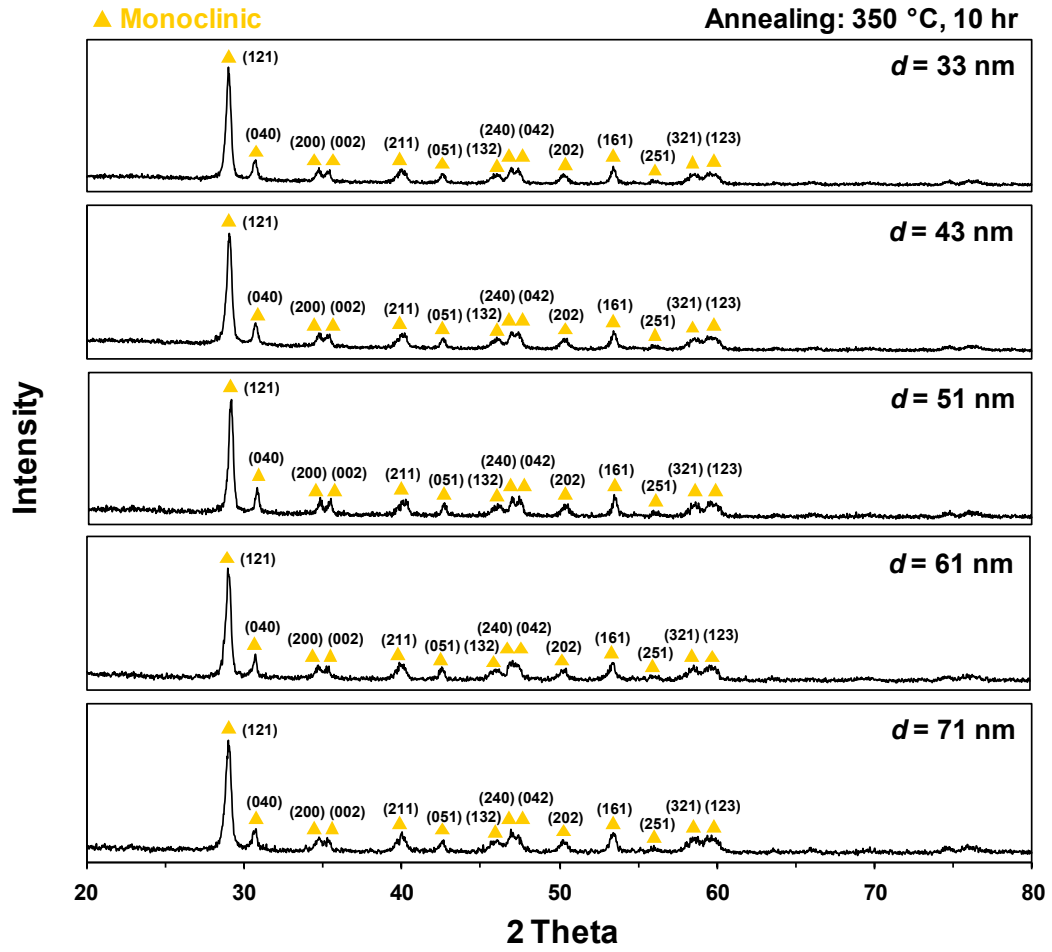 ▲ Monoclinic Annealing: 350 °C, 10 hr
d = 33 nm
(121)
(040) (200) (002) (211) (051) (132) (240) (042) (202) (161) (251) (321) (123)
d = 43 nm
(121)
(040) (200) (002) (211) (051) (132) (240) (042) (202) (161) (251) (321) (123)
d = 51 nm
(121)
(040) (200) (002) (211) (051) (132) (240) (042) (202) (161) (251) (321) (123)
d = 61 nm
(121)
(040) (200) (002) (211) (051) (132) (240) (042) (202) (161) (251) (321) (123)
d = 71 nm
(121)
(040) (200) (002) (211) (051) (132) (240) (042) (202) (161) (251) (321) (123)
Intensity
20 30 40 50 60 70 80
2 Theta